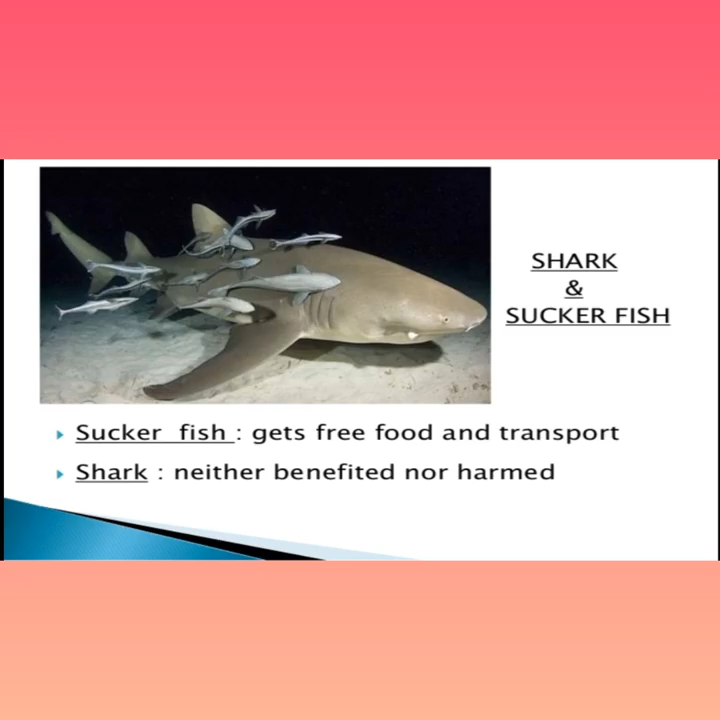 SHARK
&
SUCKER FISH
Sucker fish : gets free food and transport
Shark : neither benefited nor harmed